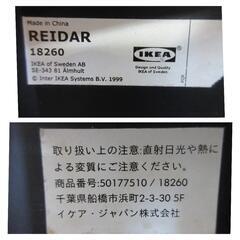 Made in China
REIDAR
18260
IKEA of Sweden AB
SE-343 81 Älmhult
© Inter IKEA Systems B.V. 1999
IKEA
Design and Quality
IKEA of Sweden
取り扱い上の注意:直射日光や熱に
よる変質にご注意ください。
商品番号:50177510 / 18260
千葉県船橋市浜町2-3-30 5F
イケア・ジャパン株式会社